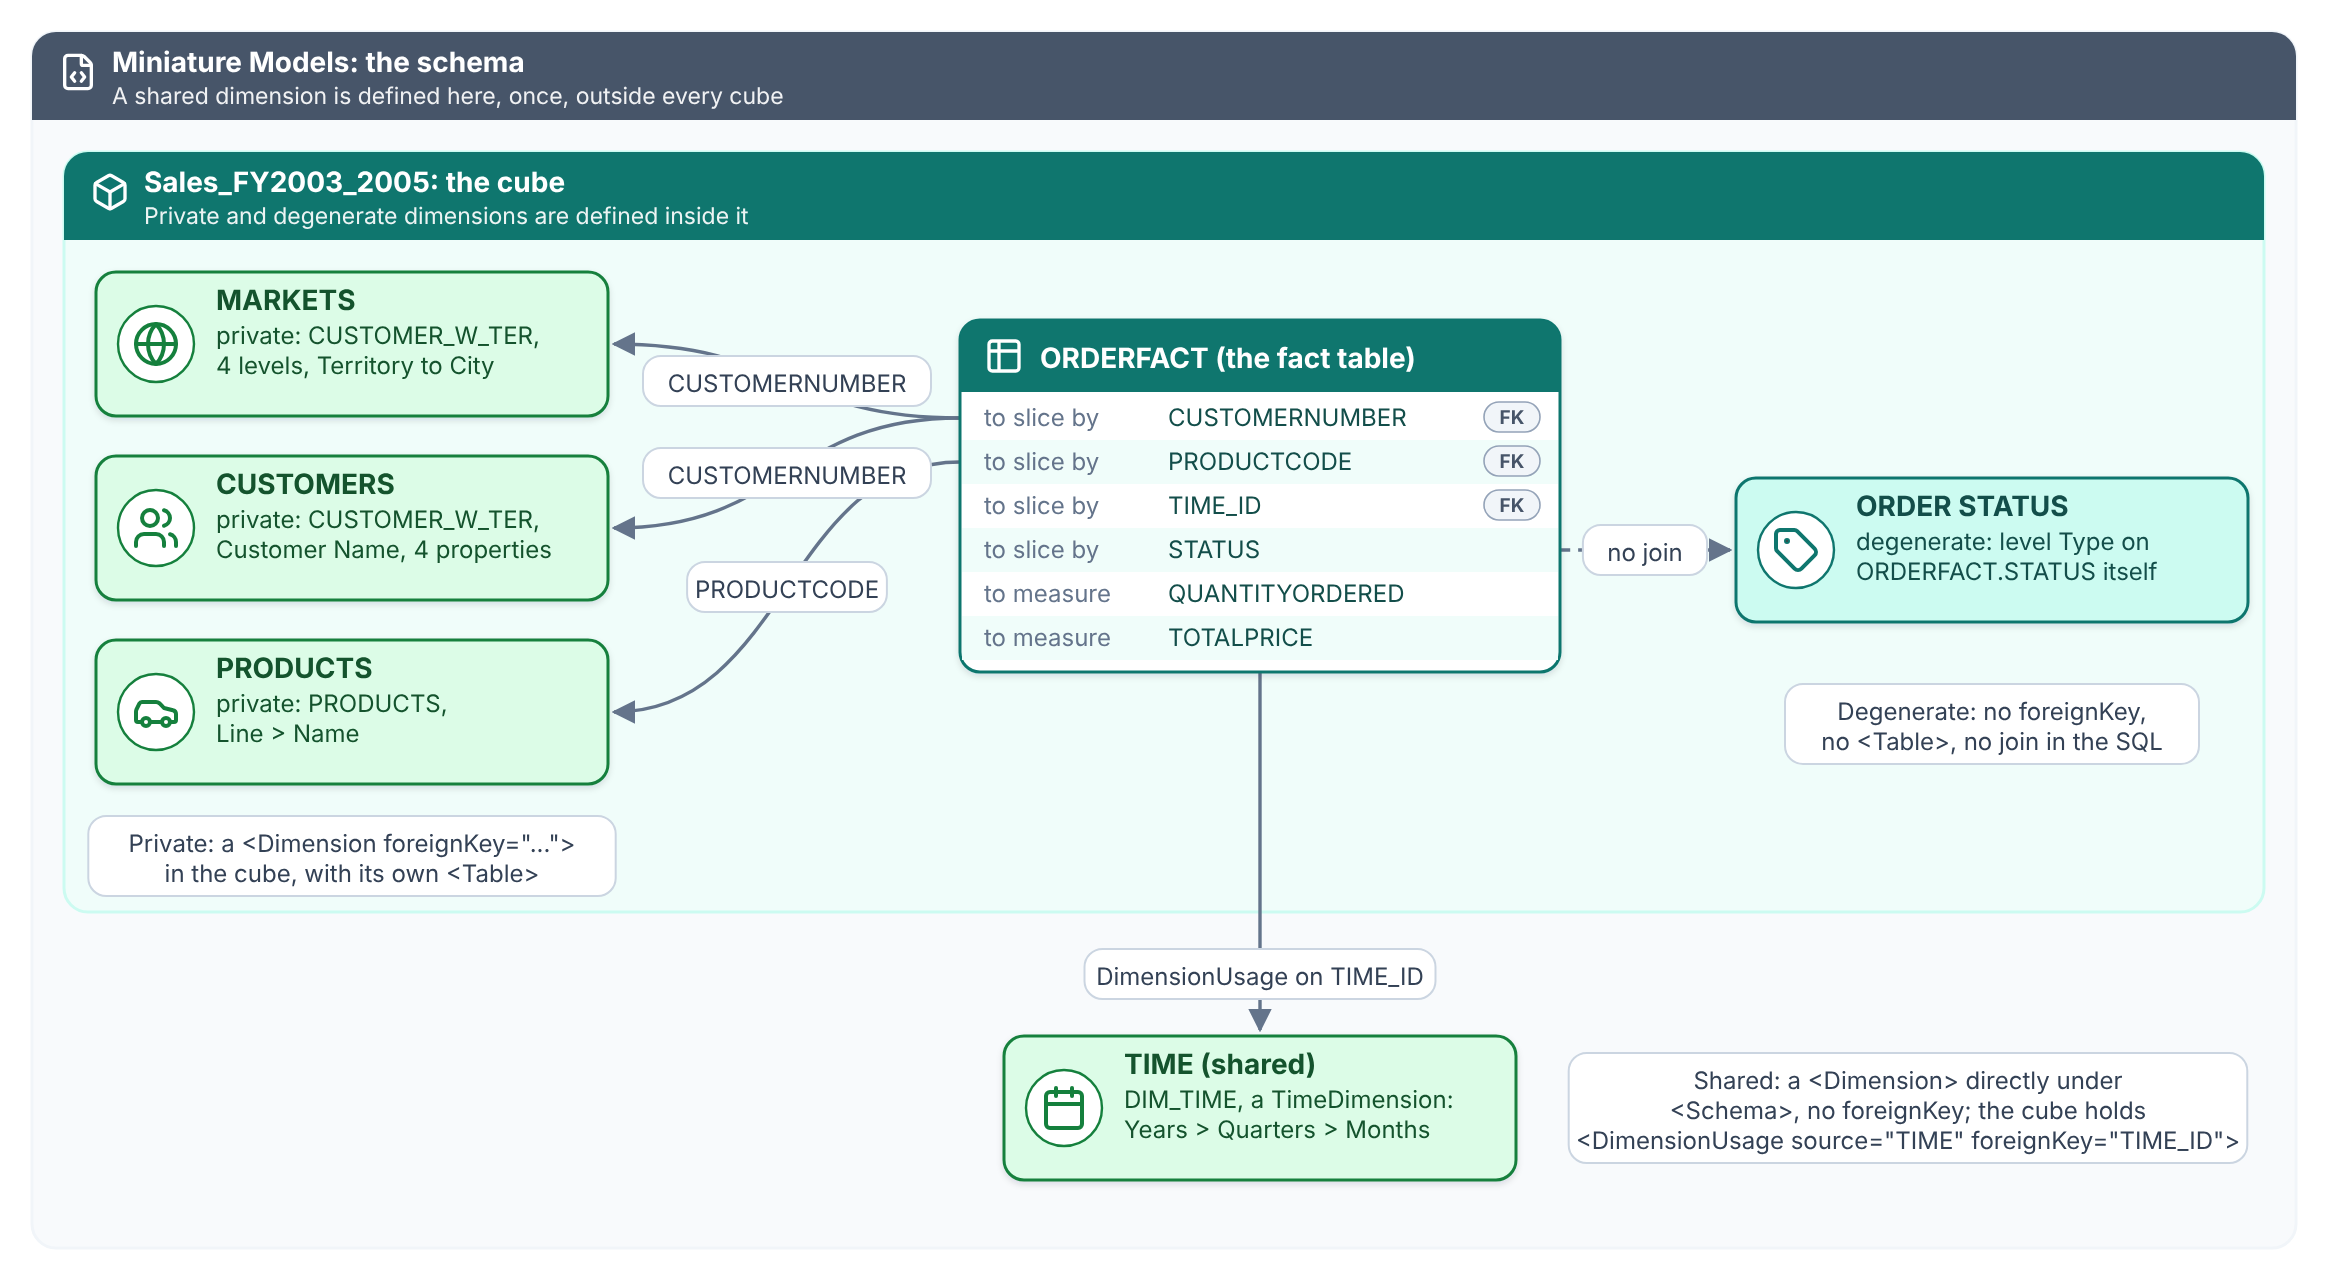 Miniature Models: the schema
A shared dimension is defined here, once, outside every cube
Sales_FY2003_2005: the cube
Private and degenerate dimensions are defined inside it
MARKETS
private: CUSTOMER_W_TER,
4 levels, Territory to City
CUSTOMERNUMBER
CUSTOMERS
private: CUSTOMER_W_TER,
Customer Name, 4 properties
CUSTOMERNUMBER
PRODUCTCODE
PRODUCTS
private: PRODUCTS,
Line > Name
Private: a <Dimension foreignKey="...">
in the cube, with its own <Table>
ORDERFACT (the fact table)
to slice by CUSTOMERNUMBER FK
to slice by PRODUCTCODE FK
to slice by TIME_ID FK
to slice by STATUS
to measure QUANTITYORDERED
to measure TOTALPRICE
no join
ORDER STATUS
degenerate: level Type on
ORDERFACT.STATUS itself
Degenerate: no foreignKey,
no <Table>, no join in the SQL
DimensionUsage on TIME_ID
TIME (shared)
DIM_TIME, a TimeDimension:
Years > Quarters > Months
Shared: a <Dimension> directly under
<Schema>, no foreignKey; the cube holds
<DimensionUsage source="TIME" foreignKey="TIME_ID">